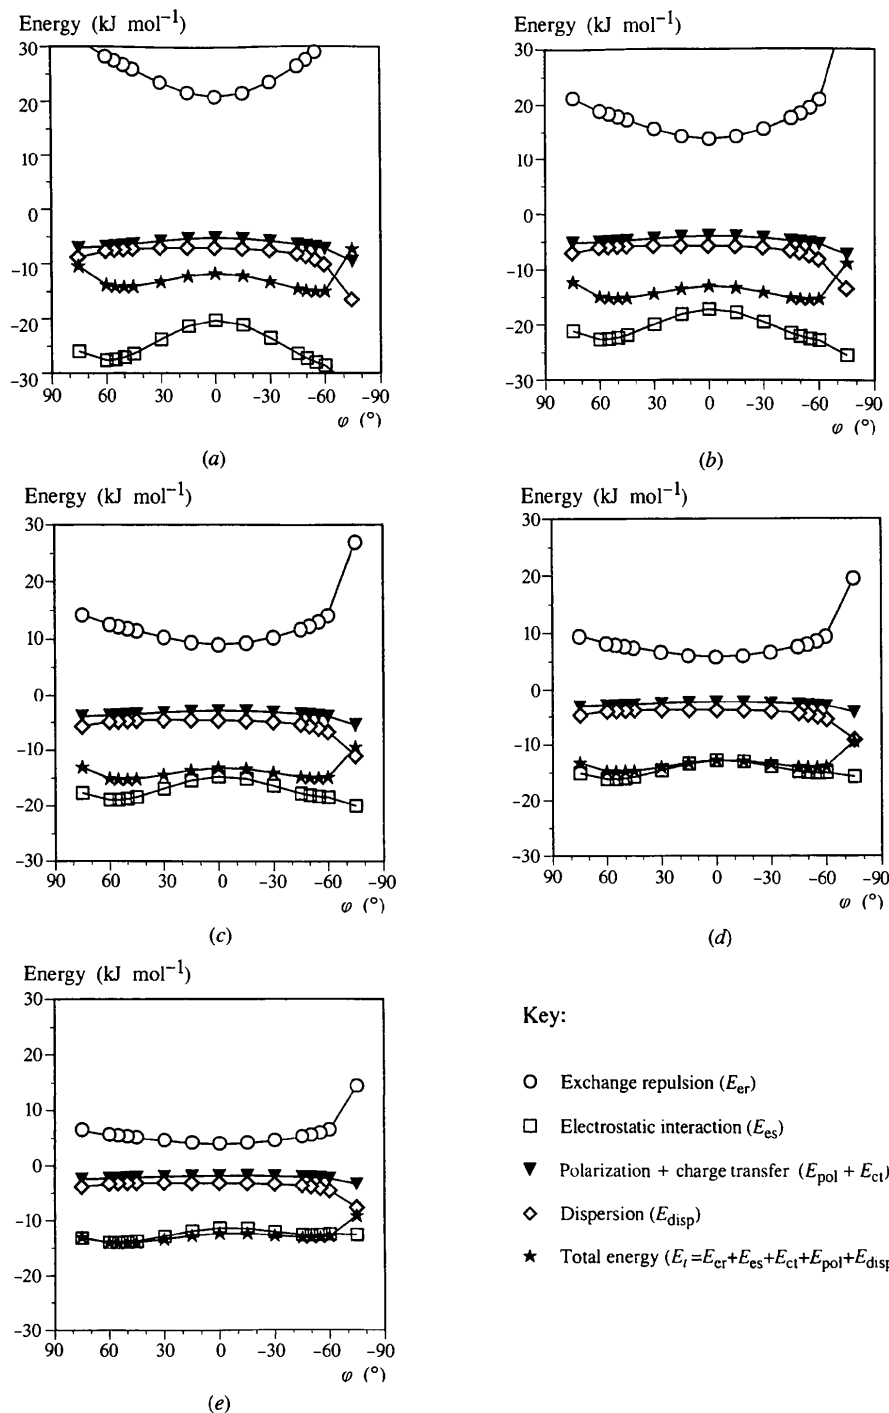 Energy (kJ mol−1)
30
20
10
0
−10
−20
−30
90 60 30 0 −30 −60 −90
φ (°)
(a)
Energy (kJ mol−1)
30
20
10
0
−10
−20
−30
90 60 30 0 −30 −60 −90
φ (°)
(b)
Energy (kJ mol−1)
30
20
10
0
−10
−20
−30
90 60 30 0 −30 −60 −90
φ (°)
(c)
Energy (kJ mol−1)
30
20
10
0
−10
−20
−30
90 60 30 0 −30 −60 −90
φ (°)
(d)
Energy (kJ mol−1)
30
20
10
0
−10
−20
−30
90 60 30 0 −30 −60 −90
φ (°)
(e)
Key:
Exchange repulsion (Eer)
Electrostatic interaction (Ees)
Polarization + charge transfer (Epol + Ect)
Dispersion (Edisp)
Total energy (Et =Eer+Ees+Ect+Epol+Edisp